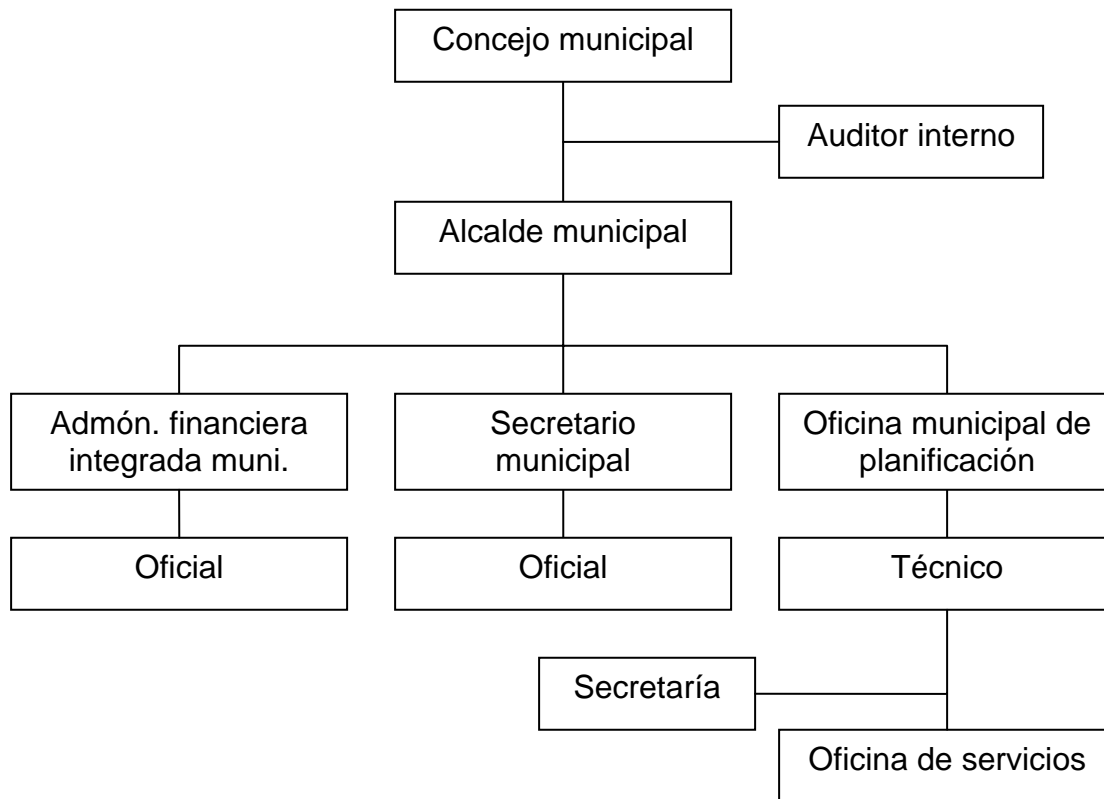 Concejo municipal
Auditor interno
Alcalde municipal
Admón. financiera
integrada muni.
Secretario
municipal
Oficina municipal de
planificación
Oficial
Oficial
Técnico
Secretaría
Oficina de servicios